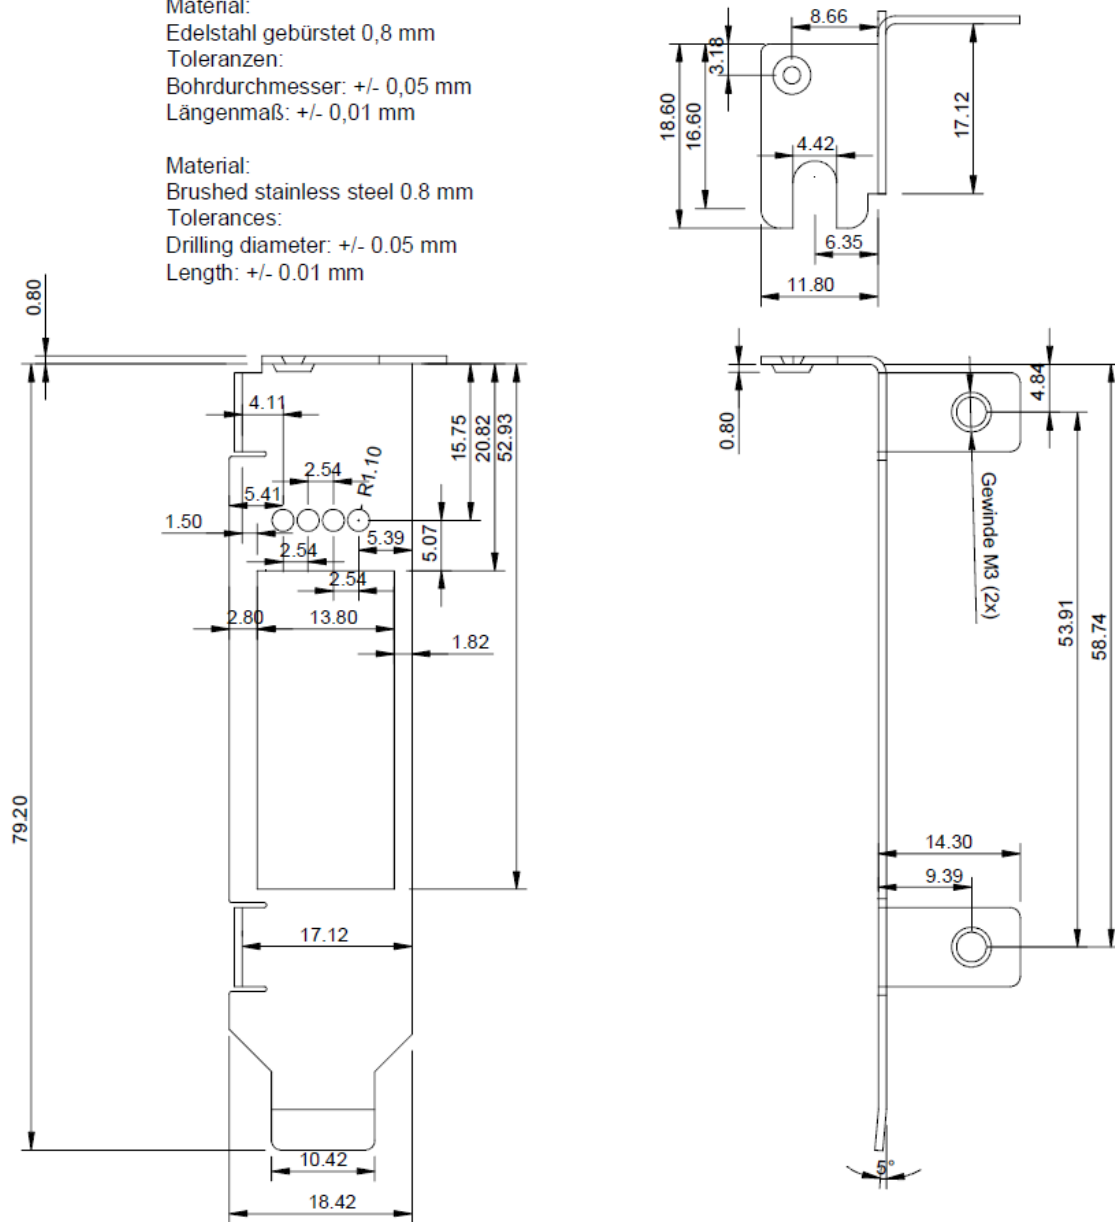 Material:
Edelstahl gebürstet 0,8 mm
Toleranzen:
Bohrdurchmesser: +/- 0,05 mm
Längenmaß: +/- 0,01 mm
Material:
Brushed stainless steel 0.8 mm
Tolerances:
Drilling diameter: +/- 0.05 mm
Length: +/- 0.01 mm
8.66
3.18
18.60
16.60
4.42
17.12
6.35
11.80
0.80
79.20
4.11
5.41
1.50
2.54
R1.10
15.75
20.82
52.93
2.54
5.39
5.07
2.54
2.80
13.80
1.82
17.12
10.42
18.42
0.80
4.84
Gewinde M3 (2x)
53.91
58.74
14.30
9.39
5°